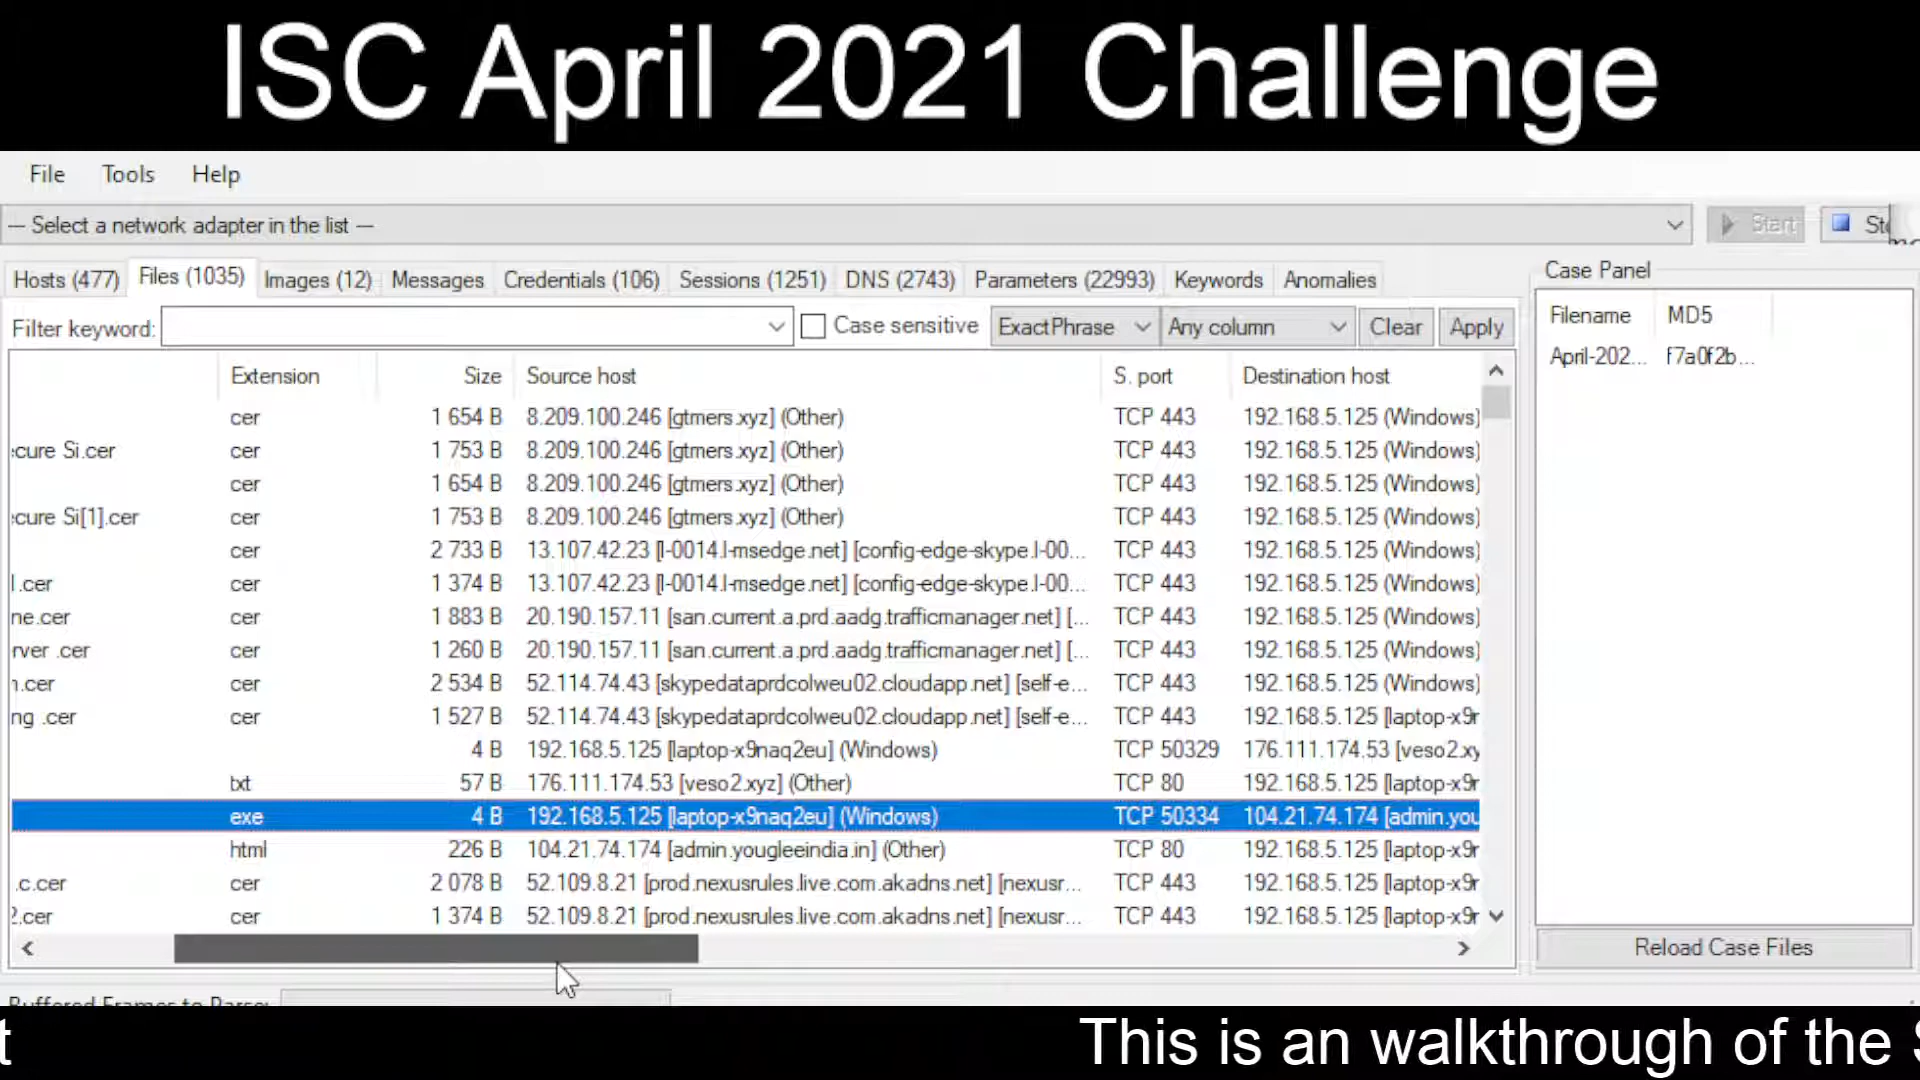 ISC April 2021 Challenge
File Tools Help
— Select a network adapter in the list — Start
Hosts (477) Files (1035) Images (12) Messages Credentials (106) Sessions (1251) DNS (2743) Parameters (22993) Keywords Anomalies
Case Panel
Filter keyword: Case sensitive ExactPhrase Any column Clear Apply
Filename MD5
April-202... f7a0f2b...
Extension Size Source host S. port Destination host
cer 1 654 B 8.209.100.246 [gtmers.xyz] (Other) TCP 443 192.168.5.125 (Windows)
cure Si.cer cer 1 753 B 8.209.100.246 [gtmers.xyz] (Other) TCP 443 192.168.5.125 (Windows)
cer 1 654 B 8.209.100.246 [gtmers.xyz] (Other) TCP 443 192.168.5.125 (Windows)
cure Si[1].cer cer 1 753 B 8.209.100.246 [gtmers.xyz] (Other) TCP 443 192.168.5.125 (Windows)
cer 2 733 B 13.107.42.23 [l-0014.l-msedge.net] [config-edge-skype.l-00... TCP 443 192.168.5.125 (Windows)
l.cer cer 1 374 B 13.107.42.23 [l-0014.l-msedge.net] [config-edge-skype.l-00... TCP 443 192.168.5.125 (Windows)
ne.cer cer 1 883 B 20.190.157.11 [san.current.a.prd.aadg.trafficmanager.net] [... TCP 443 192.168.5.125 (Windows)
rver .cer cer 1 260 B 20.190.157.11 [san.current.a.prd.aadg.trafficmanager.net] [... TCP 443 192.168.5.125 (Windows)
n.cer cer 2 534 B 52.114.74.43 [skypedataprdcolweu02.cloudapp.net] [self-e... TCP 443 192.168.5.125 (Windows)
ng .cer cer 1 527 B 52.114.74.43 [skypedataprdcolweu02.cloudapp.net] [self-e... TCP 443 192.168.5.125 [laptop-x9r
4 B 192.168.5.125 [laptop-x9naq2eu] (Windows) TCP 50329 176.111.174.53 [veso2.xy
txt 57 B 176.111.174.53 [veso2.xyz] (Other) TCP 80 192.168.5.125 [laptop-x9r
exe 4 B 192.168.5.125 [laptop-x9naq2eu] (Windows) TCP 50334 104.21.74.174 [admin.you
html 226 B 104.21.74.174 [admin.yougleeindia.in] (Other) TCP 80 192.168.5.125 [laptop-x9r
.c.cer cer 2 078 B 52.109.8.21 [prod.nexusrules.live.com.akadns.net] [nexusr... TCP 443 192.168.5.125 [laptop-x9r
2.cer cer 1 374 B 52.109.8.21 [prod.nexusrules.live.com.akadns.net] [nexusr... TCP 443 192.168.5.125 [laptop-x9r
Reload Case Files
Buffered Frames to Parse:
t This is an walkthrough of the